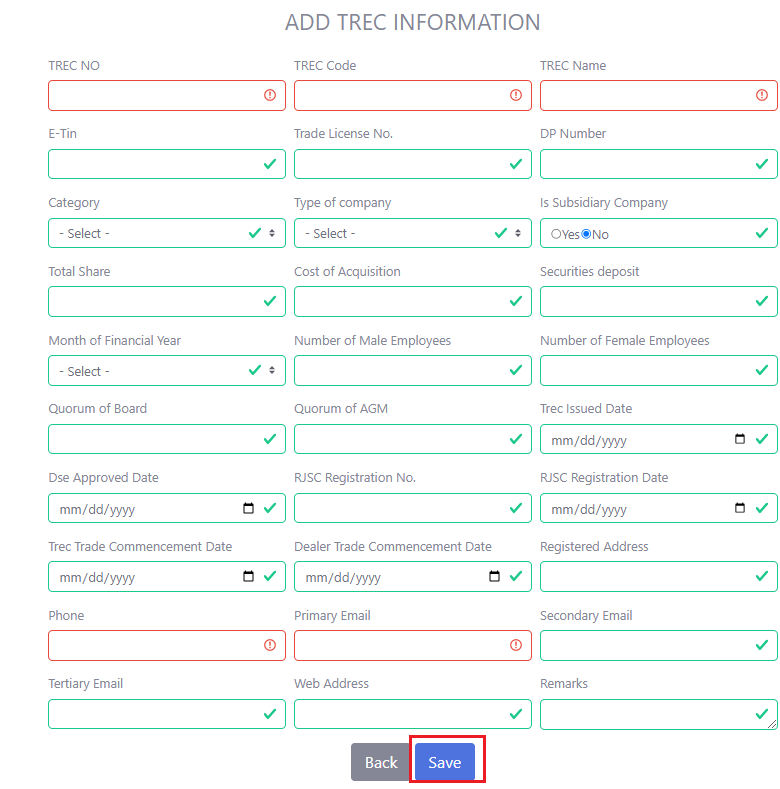 ADD TREC INFORMATION
TREC NO TREC Code TREC Name
E-Tin Trade License No. DP Number
Category Type of company Is Subsidiary Company
- Select - - Select - Yes No
Total Share Cost of Acquisition Securities deposit
Month of Financial Year Number of Male Employees Number of Female Employees
- Select -
Quorum of Board Quorum of AGM Trec Issued Date
mm/dd/yyyy
Dse Approved Date RJSC Registration No. RJSC Registration Date
mm/dd/yyyy mm/dd/yyyy
Trec Trade Commencement Date Dealer Trade Commencement Date Registered Address
mm/dd/yyyy mm/dd/yyyy
Phone Primary Email Secondary Email
Tertiary Email Web Address Remarks
Back Save